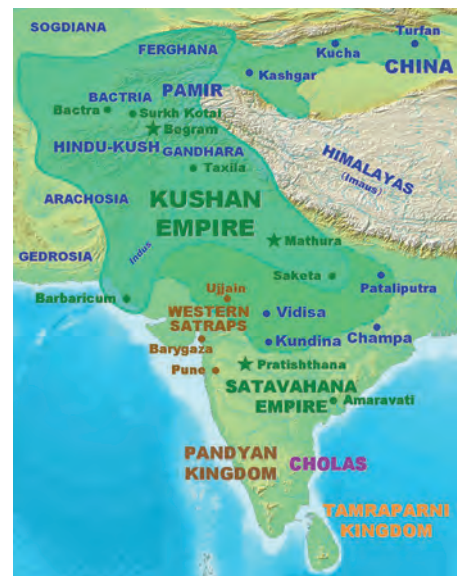 SOGDIANA
Turfan
FERGHANA
Kucha
CHINA
Kashgar
PAMIR
BACTRIA
Bactra
Surkh Kotal
Begram
HINDU-KUSH
GANDHARA
HIMALAYAS
(Imaus)
Taxila
ARACHOSIA
KUSHAN
EMPIRE
Mathura
GEDROSIA
Indus
Saketa
Pataliputra
Ujjain
Barbaricum
WESTERN
SATRAPS
Vidisa
Champa
Kundina
Barygaza
Pratishthana
Pune
SATAVAHANA
EMPIRE
Amaravati
PANDYAN
KINGDOM
CHOLAS
TAMRAPARNI
KINGDOM